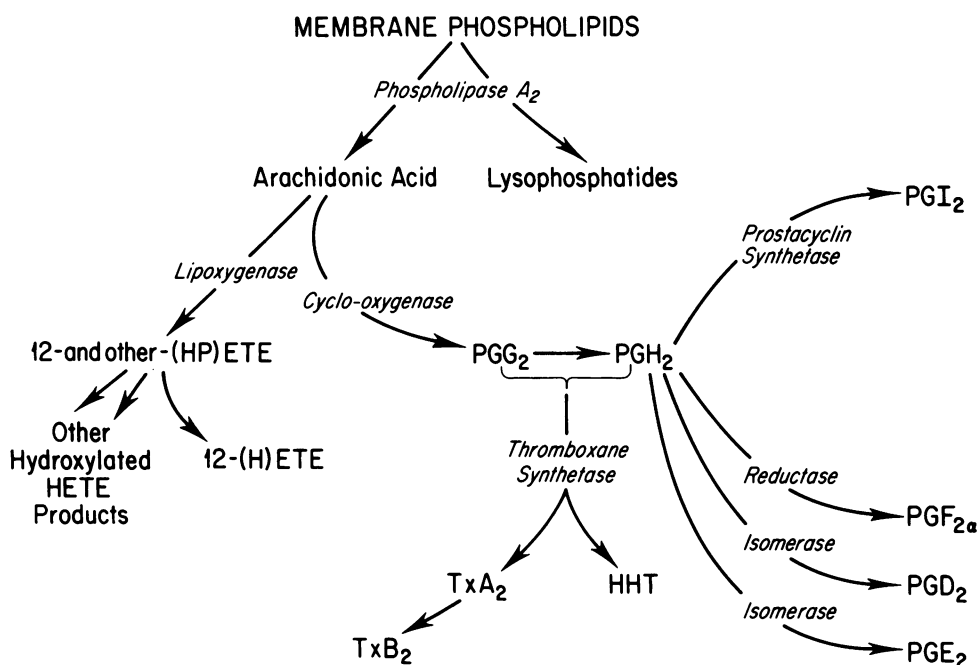 MEMBRANE PHOSPHOLIPIDS
Phospholipase A2
Arachidonic Acid
Lysophosphatides
PGI2
Prostacyclin
Synthetase
Lipoxygenase
Cyclo-oxygenase
12-and other-(HP)ETE
PGG2
PGH2
Other
Hydroxylated
HETE
Products
12-(H)ETE
Thromboxane
Synthetase
Reductase
PGF2α
Isomerase
TxA2
HHT
PGD2
Isomerase
TxB2
PGE2